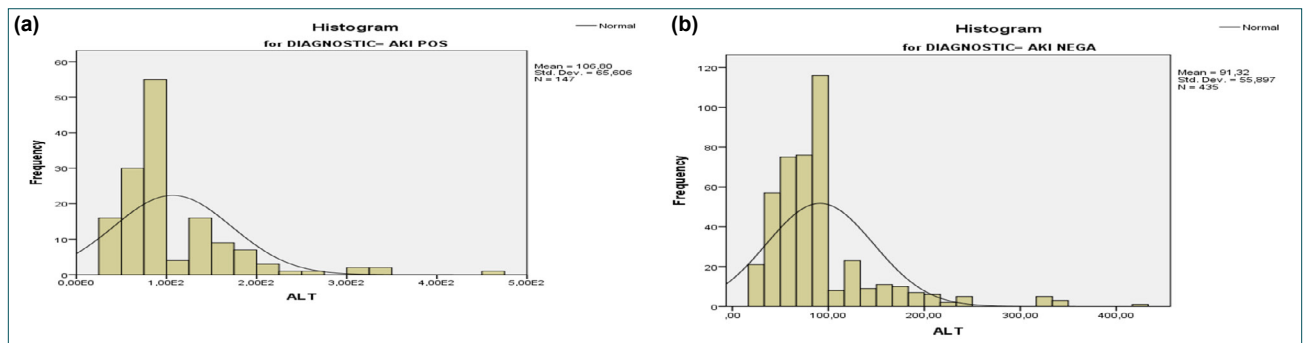 (a)
Histogram
for DIAGNOSTIC= AKI POS
Normal
Mean = 106,80
Std. Dev. = 65,606
N = 147
Frequency
60
50
40
30
20
10
0
0,00E0 1,00E2 2,00E2 3,00E2 4,00E2 5,00E2
ALT
(b)
Histogram
for DIAGNOSTIC= AKI NEGA
Normal
Mean = 91,32
Std. Dev. = 55,897
N = 435
Frequency
120
100
80
60
40
20
0
,00 100,00 200,00 300,00 400,00
ALT